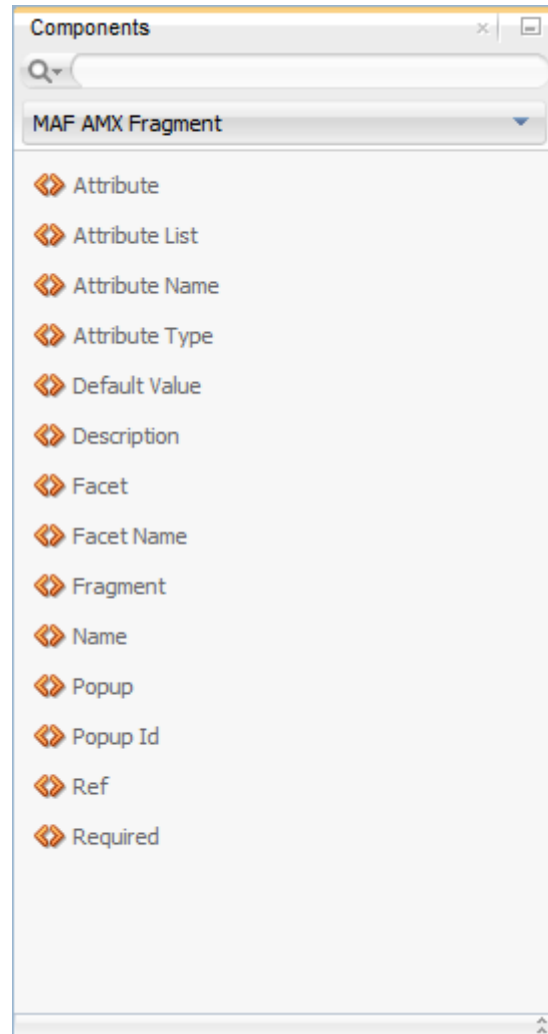 Components
MAF AMX Fragment
Attribute
Attribute List
Attribute Name
Attribute Type
Default Value
Description
Facet
Facet Name
Fragment
Name
Popup
Popup Id
Ref
Required